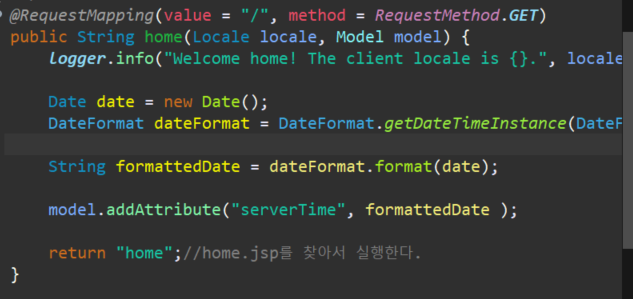 @RequestMapping(value = "/", method = RequestMethod.GET)
public String home(Locale locale, Model model) {
logger.info("Welcome home! The client locale is {}.", locale
Date date = new Date();
DateFormat dateFormat = DateFormat.getDateTimeInstance(DateF
String formattedDate = dateFormat.format(date);
model.addAttribute("serverTime", formattedDate );
return "home";//home.jsp를 찾아서 실행한다.
}